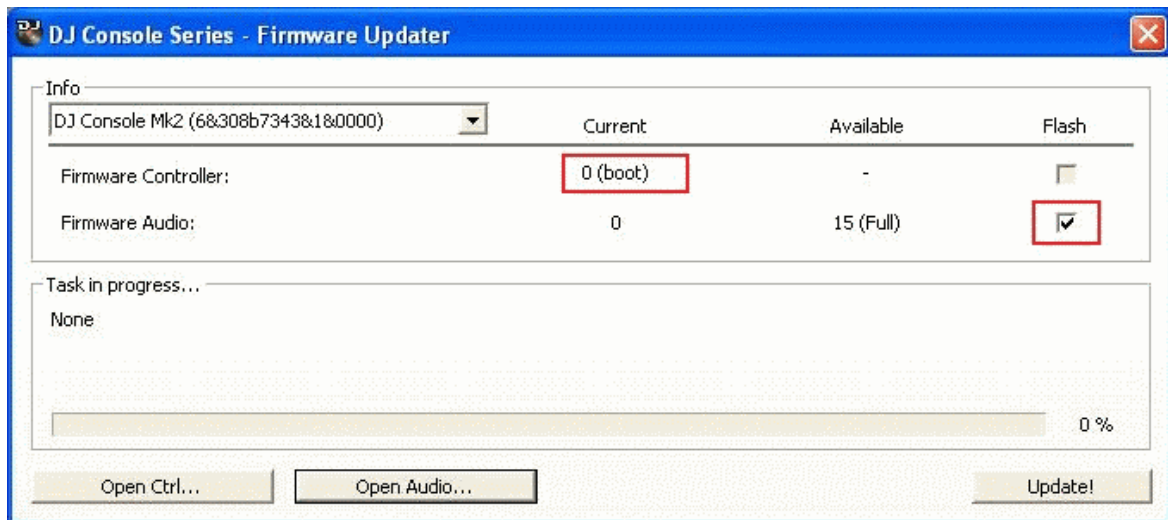 DJ Console Series - Firmware Updater
Info
DJ Console Mk2 (6&308b7343&1&0000) Current Available Flash
Firmware Controller: 0 (boot) -
Firmware Audio: 0 15 (Full)
Task in progress...
None
0 %
Open Ctrl... Open Audio... Update!